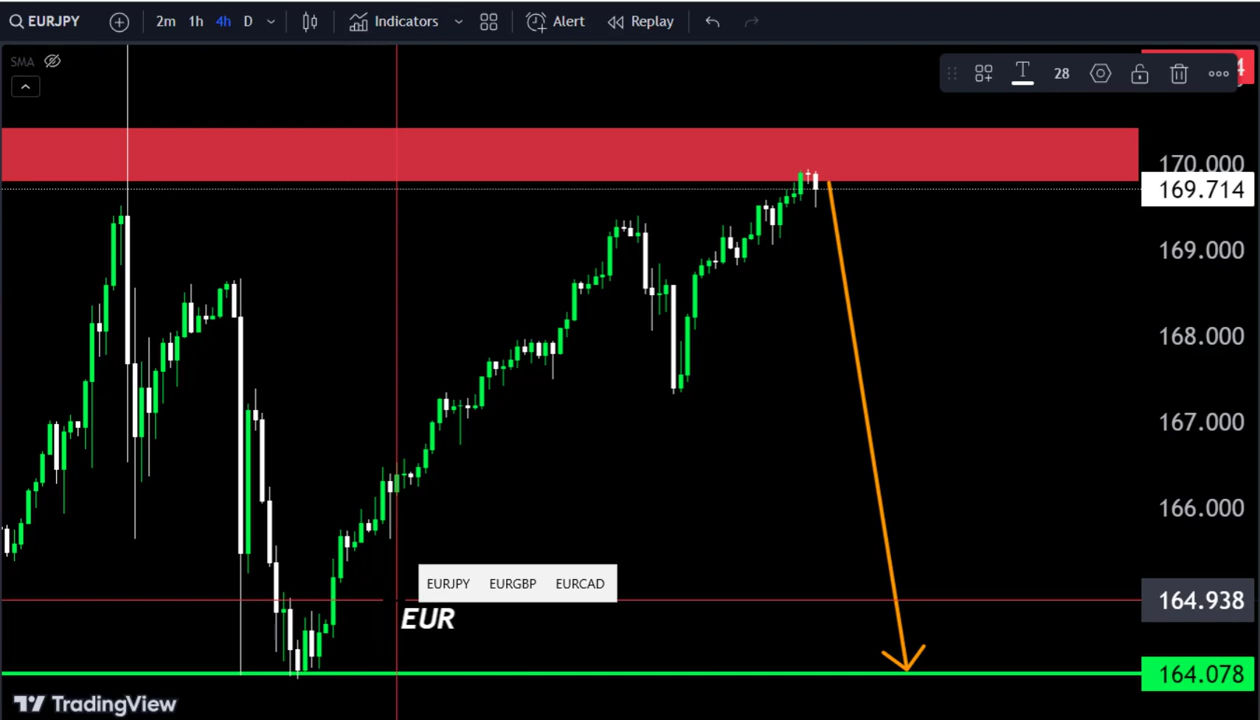 EURJPY 2m 1h 4h D Indicators Alert Replay
SMA
28
4
170.000
169.714
169.000
168.000
167.000
166.000
EURJPY EURGBP EURCAD
164.938
EUR
164.078
TradingView